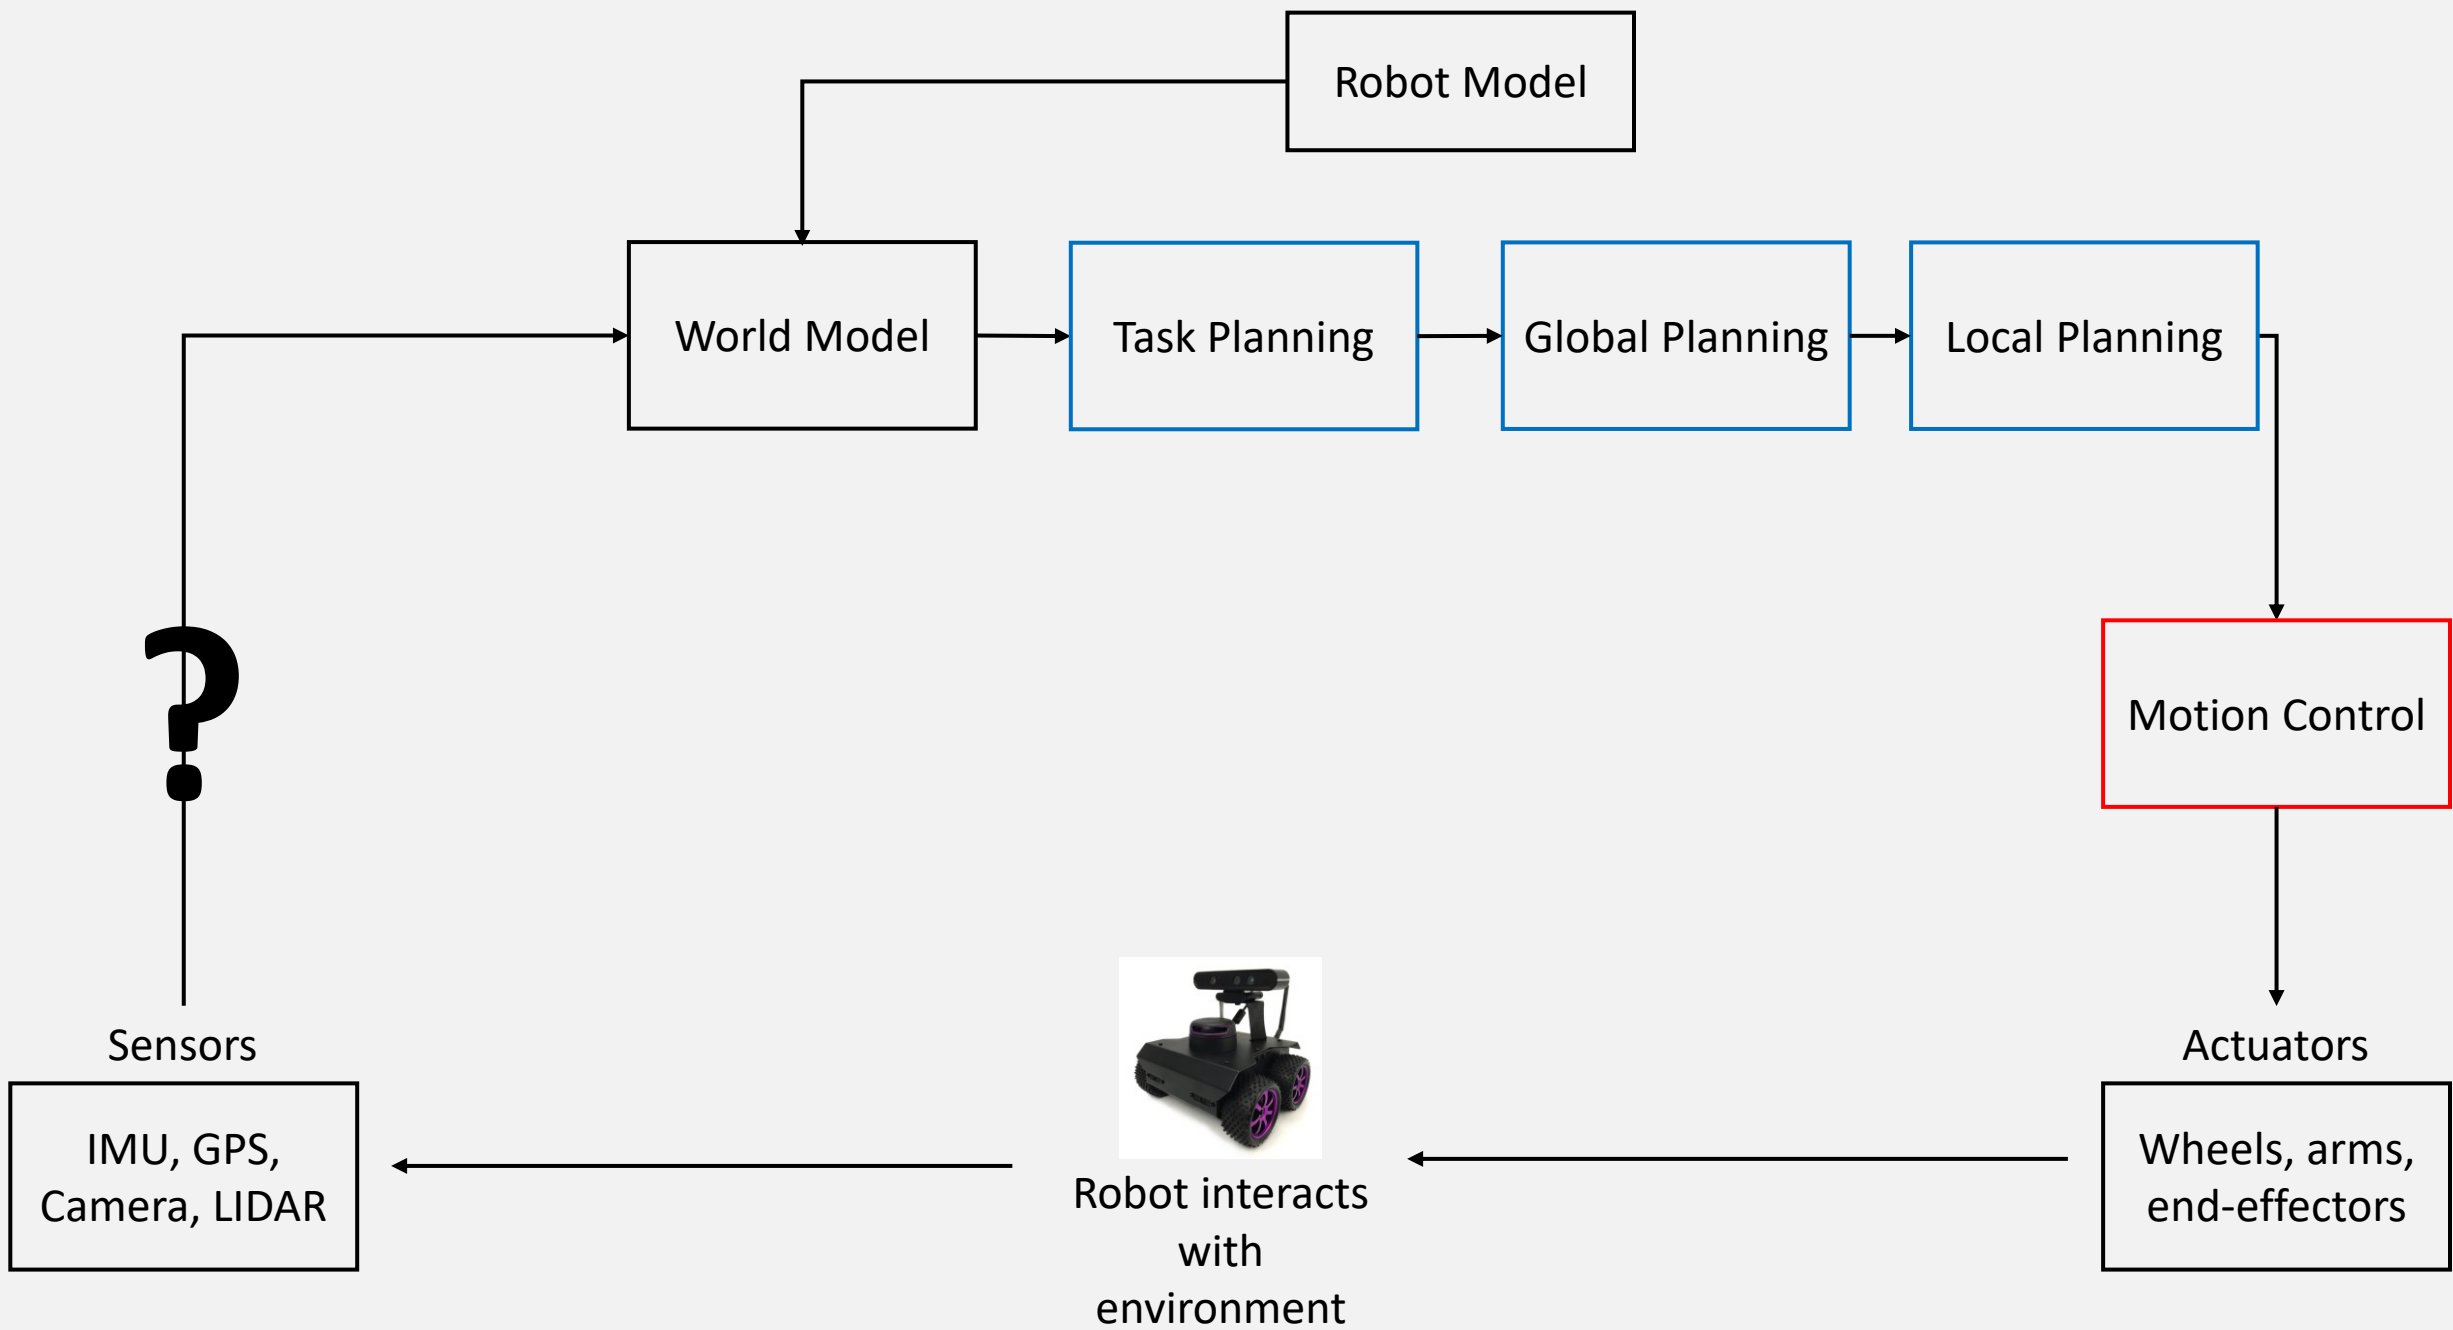 Robot Model
World Model
Task Planning
Global Planning
Local Planning
?
Motion Control
Sensors
IMU, GPS,
Camera, LIDAR
Robot interacts
with
environment
Actuators
Wheels, arms,
end-effectors